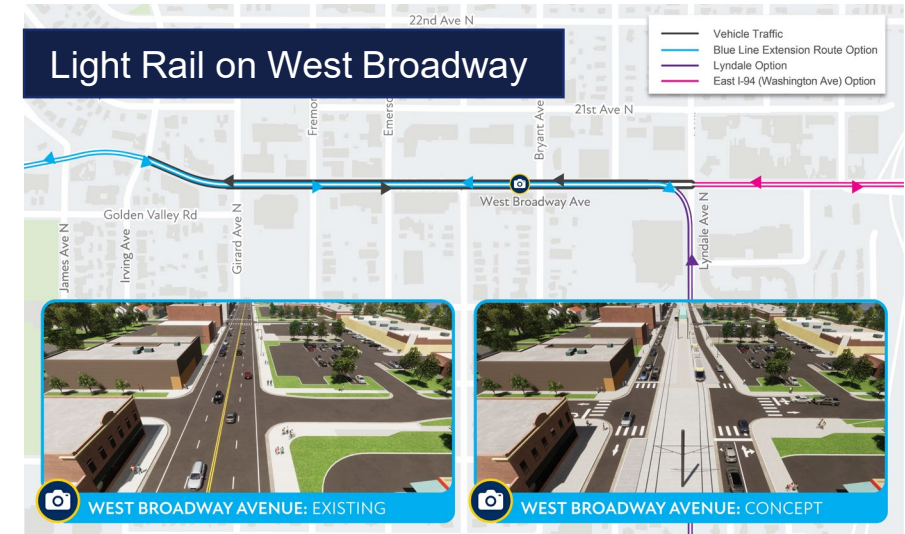 22nd Ave N
Light Rail on West Broadway
Vehicle Traffic
Blue Line Extension Route Option
Lyndale Option
East I-94 (Washington Ave) Option
21st Ave N
Fremon
Emerso
Bryant Ave
West Broadway Ave
Golden Valley Rd
James Ave N
Irving Ave
Girard Ave N
Lyndale Ave N
WEST BROADWAY AVENUE: EXISTING
WEST BROADWAY AVENUE: CONCEPT